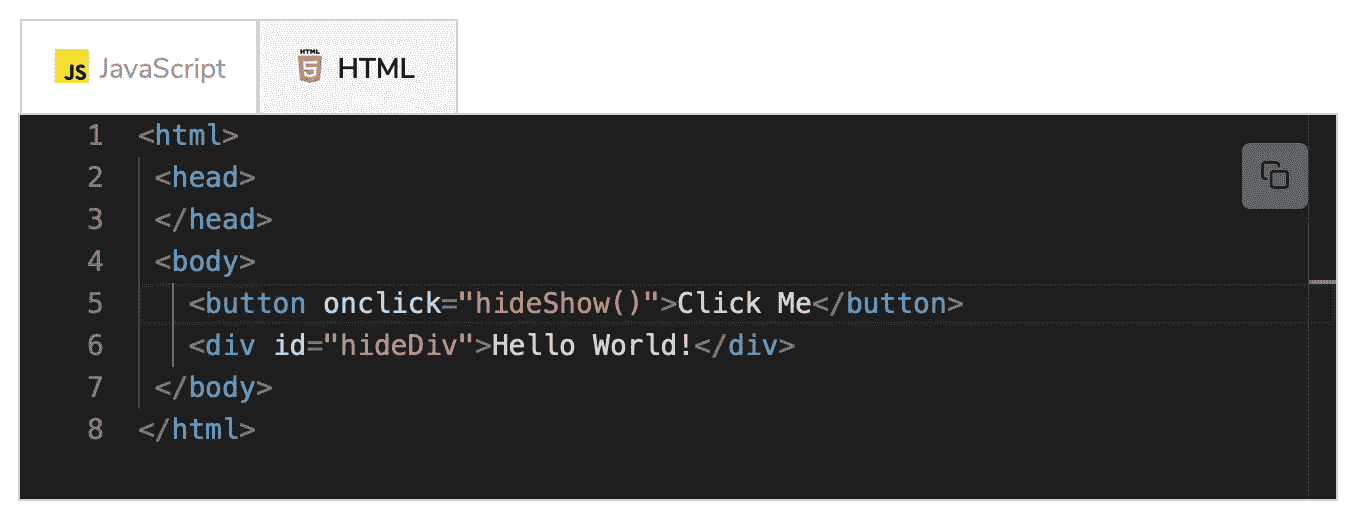 JS JavaScript HTML 5 HTML
1 <html>
2 <head>
3 </head>
4 <body>
5 <button onclick="hideShow()">Click Me</button>
6 <div id="hideDiv">Hello World!</div>
7 </body>
8 </html>